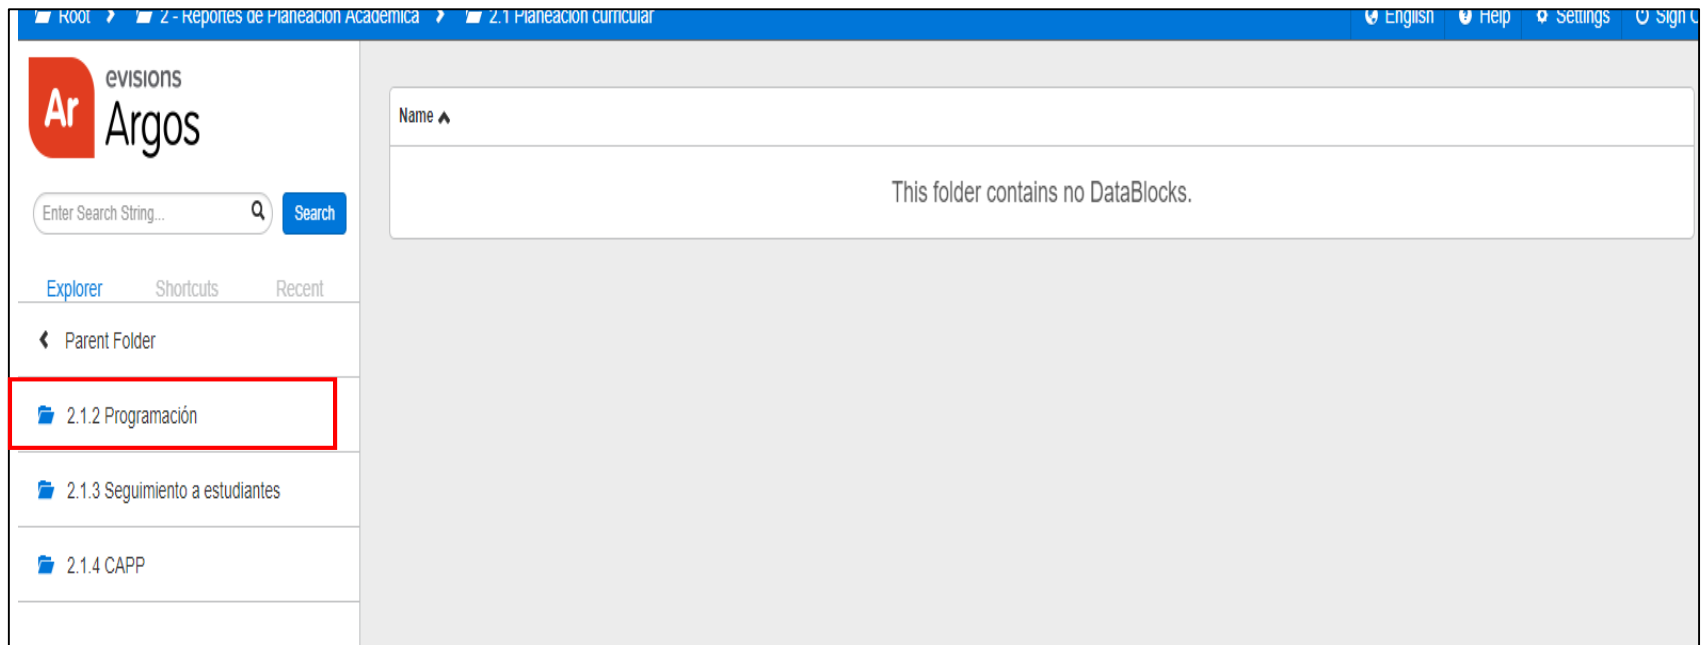 Root > 2 - Reportes de Planeación Académica > 2.1 Planeación curricular English Help Settings Sign
evisions
Ar Argos
Name
This folder contains no DataBlocks.
Enter Search String... Search
Explorer Shortcuts Recent
Parent Folder
2.1.2 Programación
2.1.3 Seguimiento a estudiantes
2.1.4 CAPP